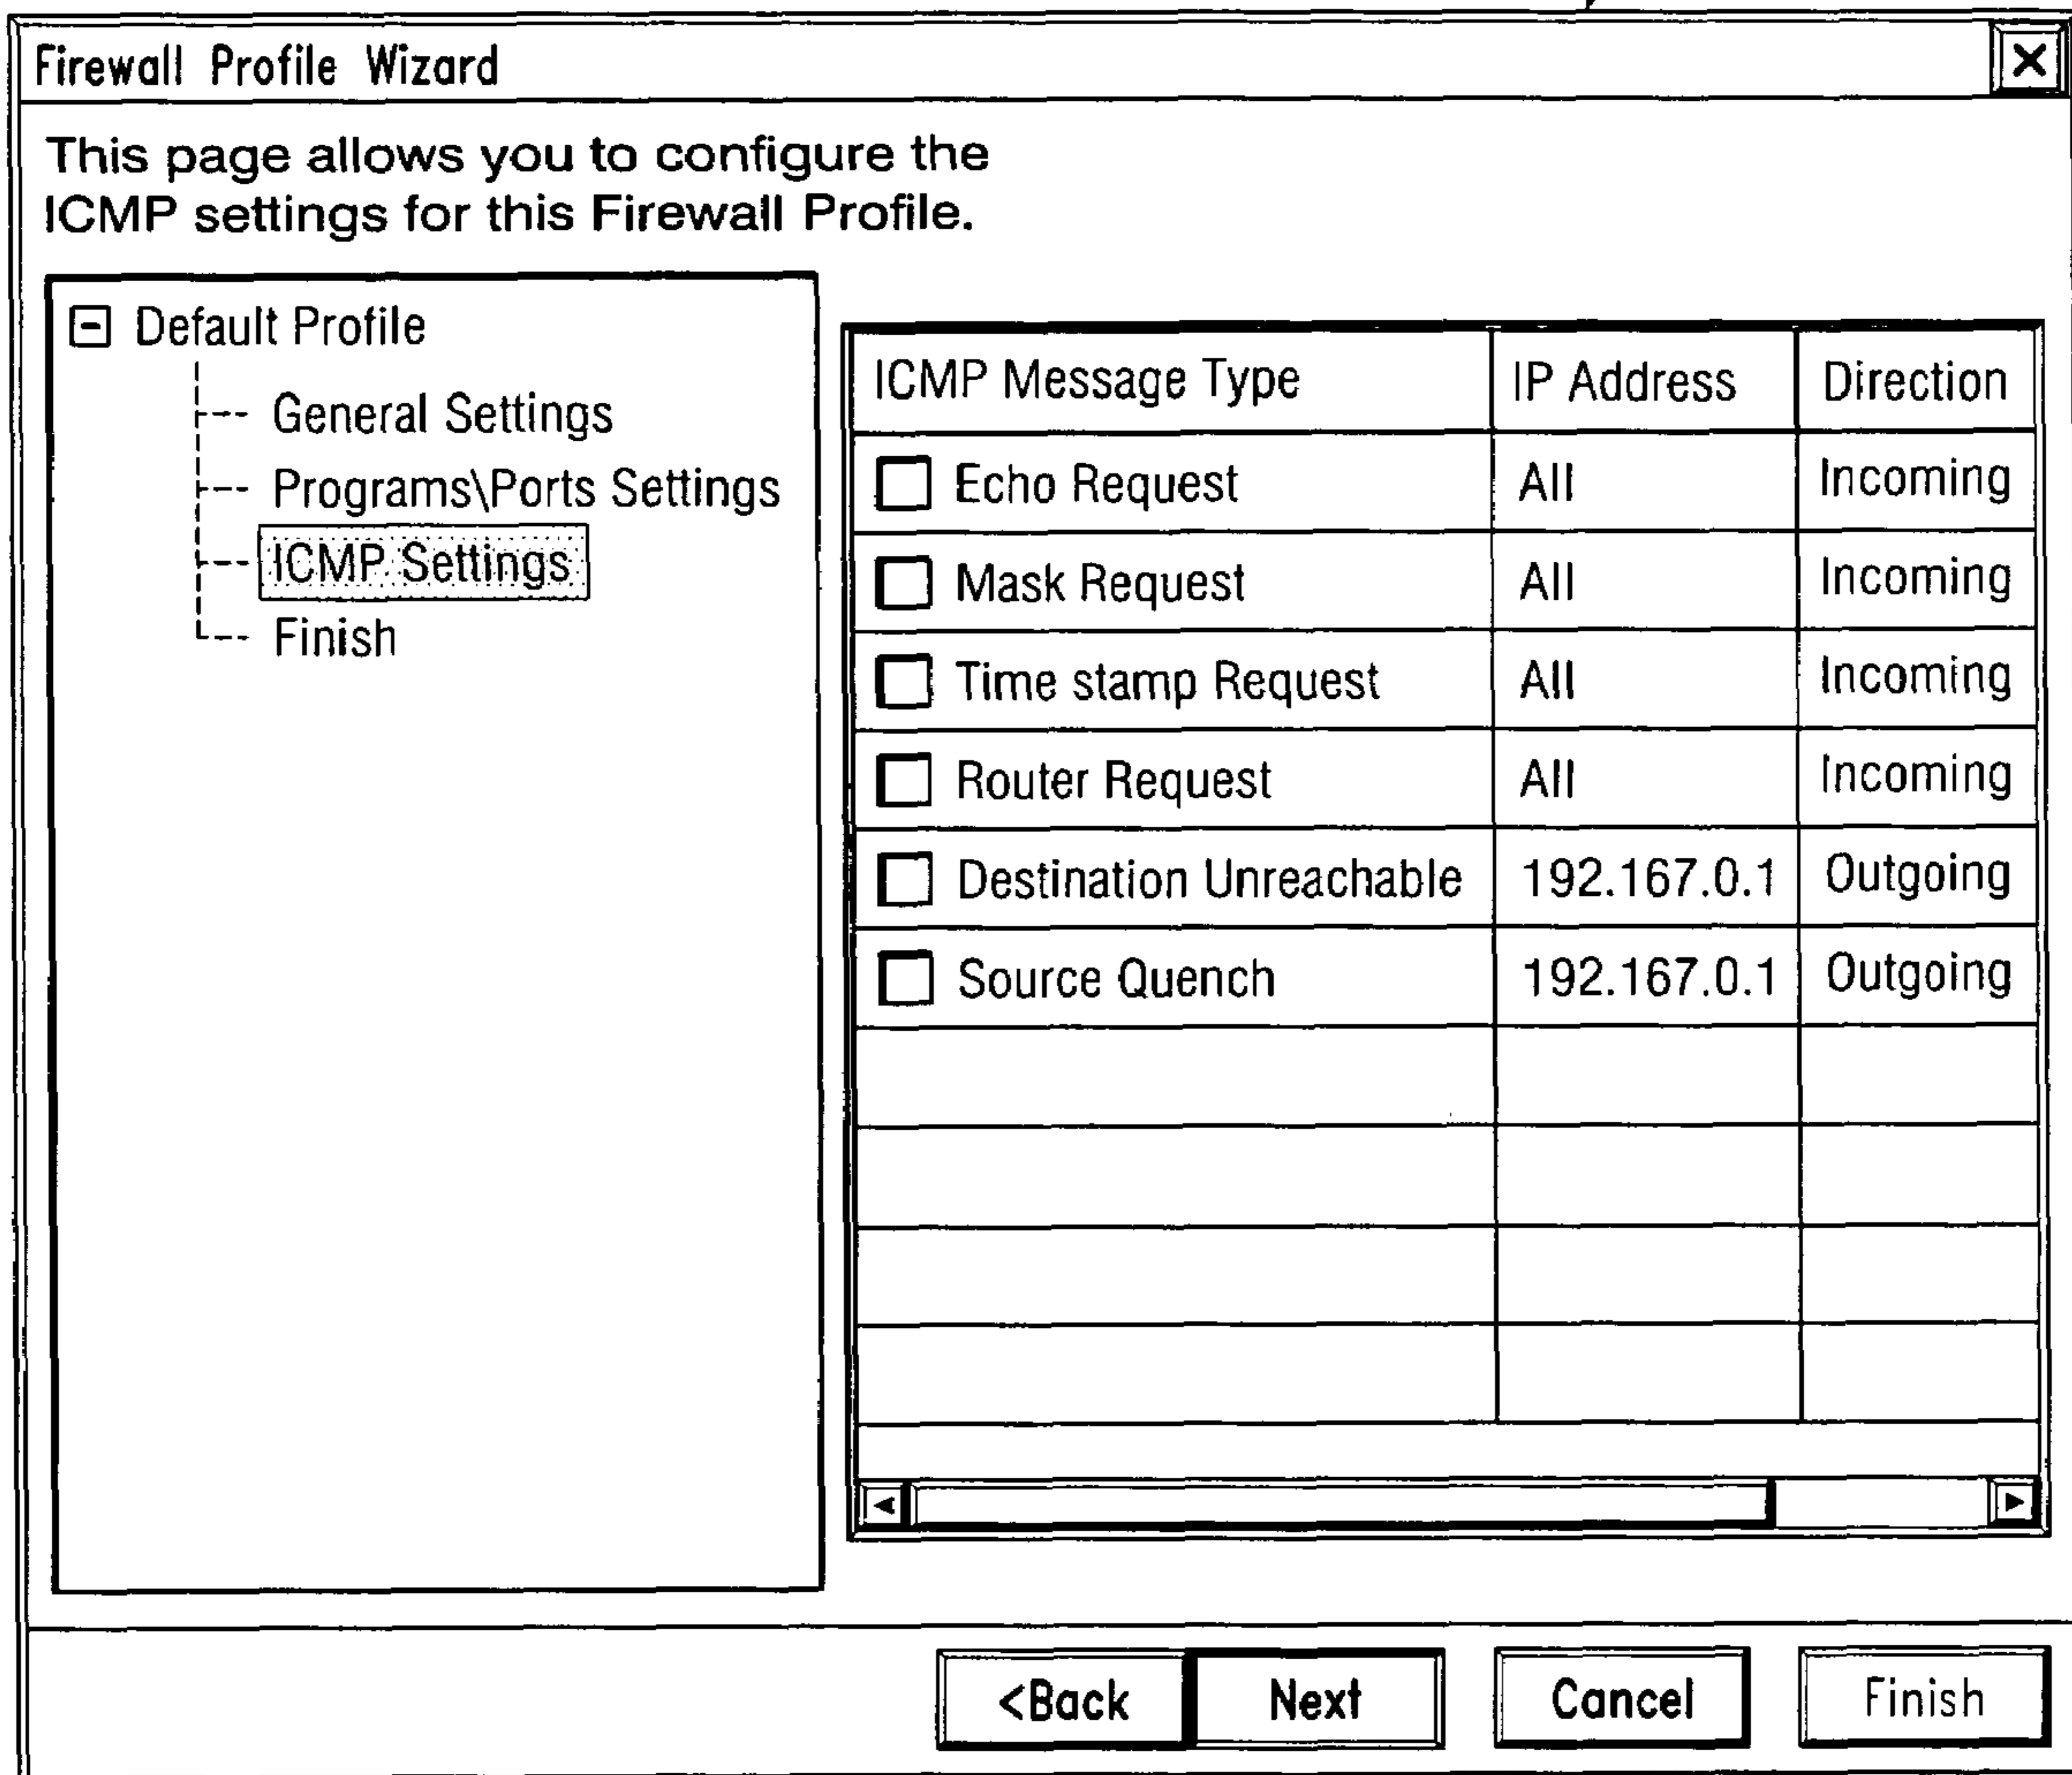 Firewall Profile Wizard
This page allows you to configure the
ICMP settings for this Firewall Profile.
Default Profile
General Settings
Programs\Ports Settings
ICMP Settings
Finish
ICMP Message Type IP Address Direction
Echo Request All Incoming
Mask Request All Incoming
Time stamp Request All Incoming
Router Request All Incoming
Destination Unreachable 192.167.0.1 Outgoing
Source Quench 192.167.0.1 Outgoing
<Back Next Cancel Finish